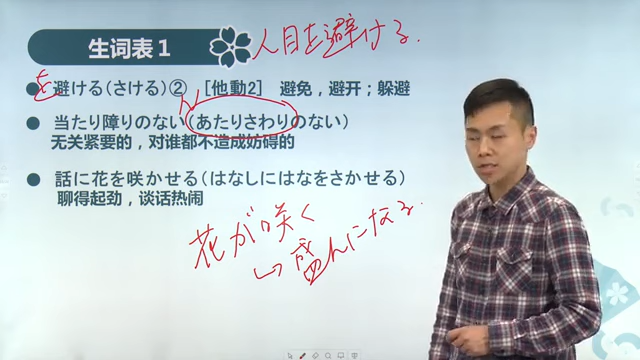 生词表1
人目を避ける.
を避ける(さける)② [他動2] 避免,避开;躲避
当たり障りのない(あたりさわりのない)
无关紧要的,对谁都不造成妨碍的
話に花を咲かせる(はなしにはなをさかせる)
聊得起劲,谈话热闹
花が咲く
↳盛んになる.